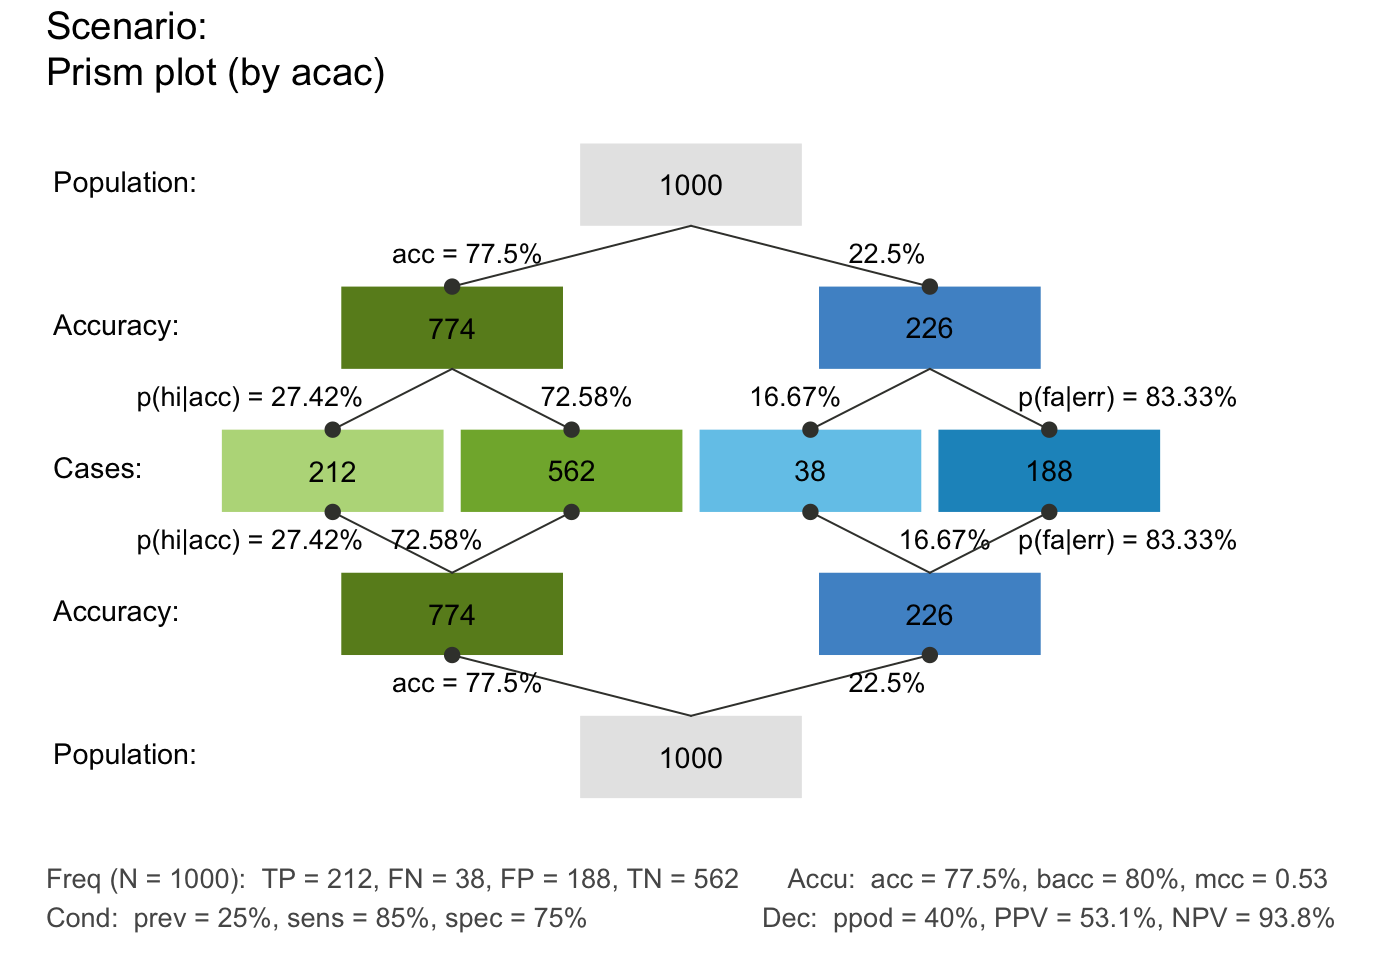 Scenario:
Prism plot (by acac)
Population:
1000
acc = 77.5%
22.5%
Accuracy:
774
226
p(hi|acc) = 27.42%
72.58%
16.67%
p(fa|err) = 83.33%
Cases:
212
562
38
188
p(hi|acc) = 27.42%
72.58%
16.67%
p(fa|err) = 83.33%
Accuracy:
774
226
acc = 77.5%
22.5%
Population:
1000
Freq (N = 1000):  TP = 212, FN = 38, FP = 188, TN = 562
Accu:  acc = 77.5%, bacc = 80%, mcc = 0.53
Cond:  prev = 25%, sens = 85%, spec = 75%
Dec:  ppod = 40%, PPV = 53.1%, NPV = 93.8%